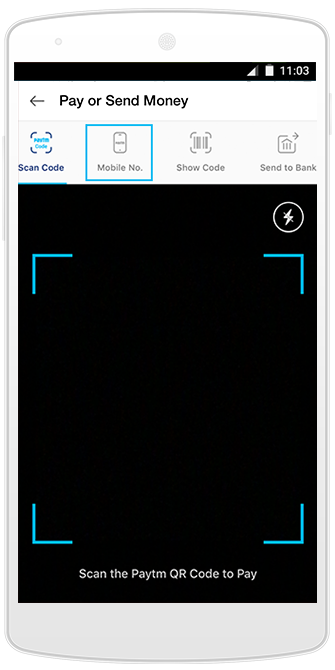 11:03
Pay or Send Money
PAYTM
Code
Scan Code
Mobile No.
Show Code
Send to Bank
Scan the Paytm QR Code to Pay